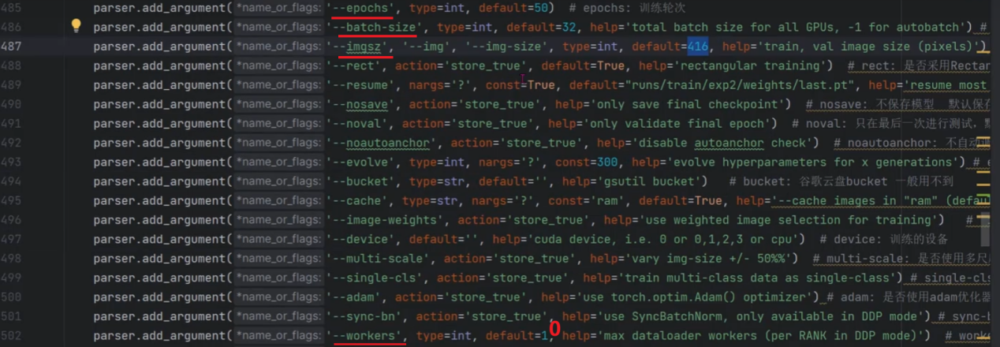 485 parser.add_argument( *name_or_flags: '--epochs', type=int, default=50) # epochs: 训练轮次
486 parser.add_argument( *name_or_flags: '--batch-size', type=int, default=32, help='total batch size for all GPUs, -1 for autobatch') #
487 parser.add_argument( *name_or_flags: '--imgsz', '--img', '--img-size', type=int, default=416, help='train, val image size (pixels)')
488 parser.add_argument( *name_or_flags: '--rect', action='store_true', default=True, help='rectangular training') # rect: 是否采用Rectan
489 parser.add_argument( *name_or_flags: '--resume', nargs='?', const=True, default="runs/train/exp2/weights/last.pt", help='resume most
490 parser.add_argument( *name_or_flags: '--nosave', action='store_true', help='only save final checkpoint') # nosave: 不保存模型 默认保存
491 parser.add_argument( *name_or_flags: '--noval', action='store_true', help='only validate final epoch') # noval: 只在最后一次进行测试,
492 parser.add_argument( *name_or_flags: '--noautoanchor', action='store_true', help='disable autoanchor check') # noautoanchor: 不自动
493 parser.add_argument( *name_or_flags: '--evolve', type=int, nargs='?', const=300, help='evolve hyperparameters for x generations') # e
494 parser.add_argument( *name_or_flags: '--bucket', type=str, default='', help='gsutil bucket') # bucket: 谷歌云盘bucket 一般用不到
495 parser.add_argument( *name_or_flags: '--cache', type=str, nargs='?', const='ram', default=True, help='--cache images in "ram" (defau
496 parser.add_argument( *name_or_flags: '--image-weights', action='store_true', help='use weighted image selection for training') #
497 parser.add_argument( *name_or_flags: '--device', default='', help='cuda device, i.e. 0 or 0,1,2,3 or cpu') # device: 训练的设备
498 parser.add_argument( *name_or_flags: '--multi-scale', action='store_true', help='vary img-size +/- 50%%') # multi-scale: 是否使用多尺
499 parser.add_argument( *name_or_flags: '--single-cls', action='store_true', help='train multi-class data as single-class') # single-cls
500 parser.add_argument( *name_or_flags: '--adam', action='store_true', help='use torch.optim.Adam() optimizer') # adam: 是否使用adam优化器
501 parser.add_argument( *name_or_flags: '--sync-bn', action='store_true', help='use SyncBatchNorm, only available in DDP mode') # sync-b
502 parser.add_argument( *name_or_flags: '--workers', type=int, default=1, help='max dataloader workers (per RANK in DDP mode)') # work
0